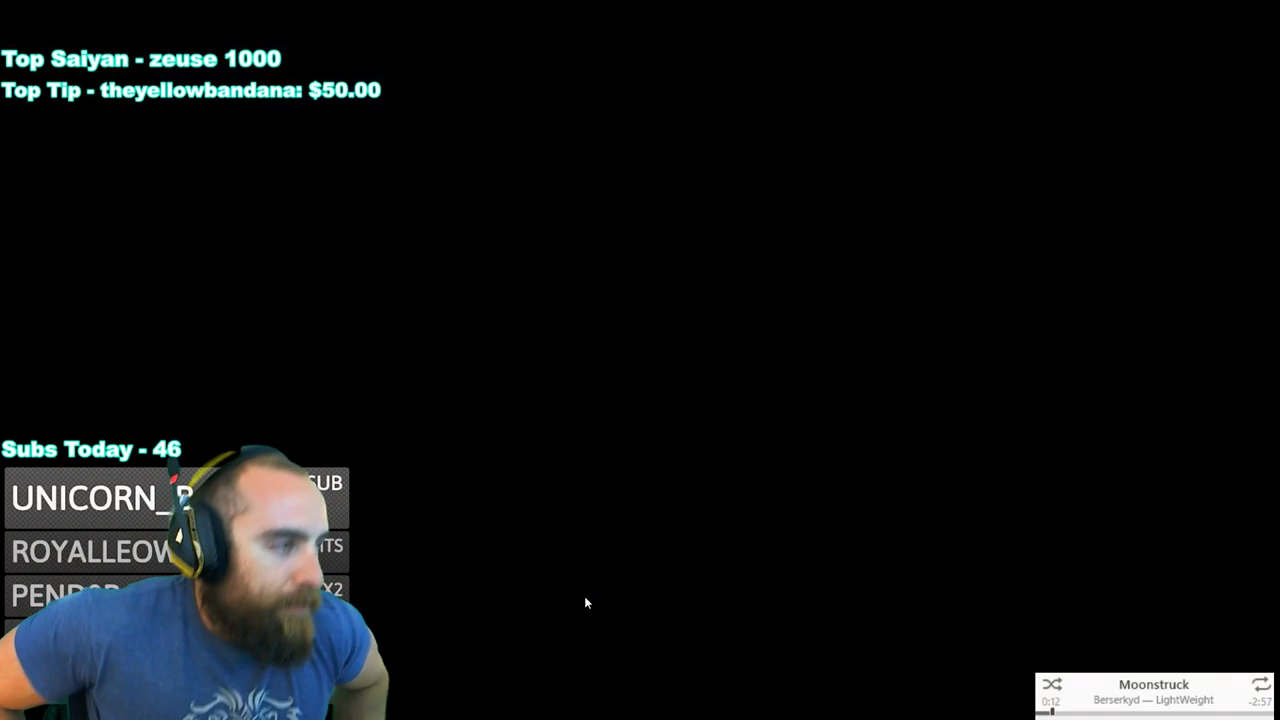 Top Saiyan - zeuse 1000
Top Tip - theyellowbandana: $50.00
Subs Today - 46
SUB
UNICORN_
ROYALLEOW
X2
Moonstruck
0:12 Berserkyd — LightWeight -2:57